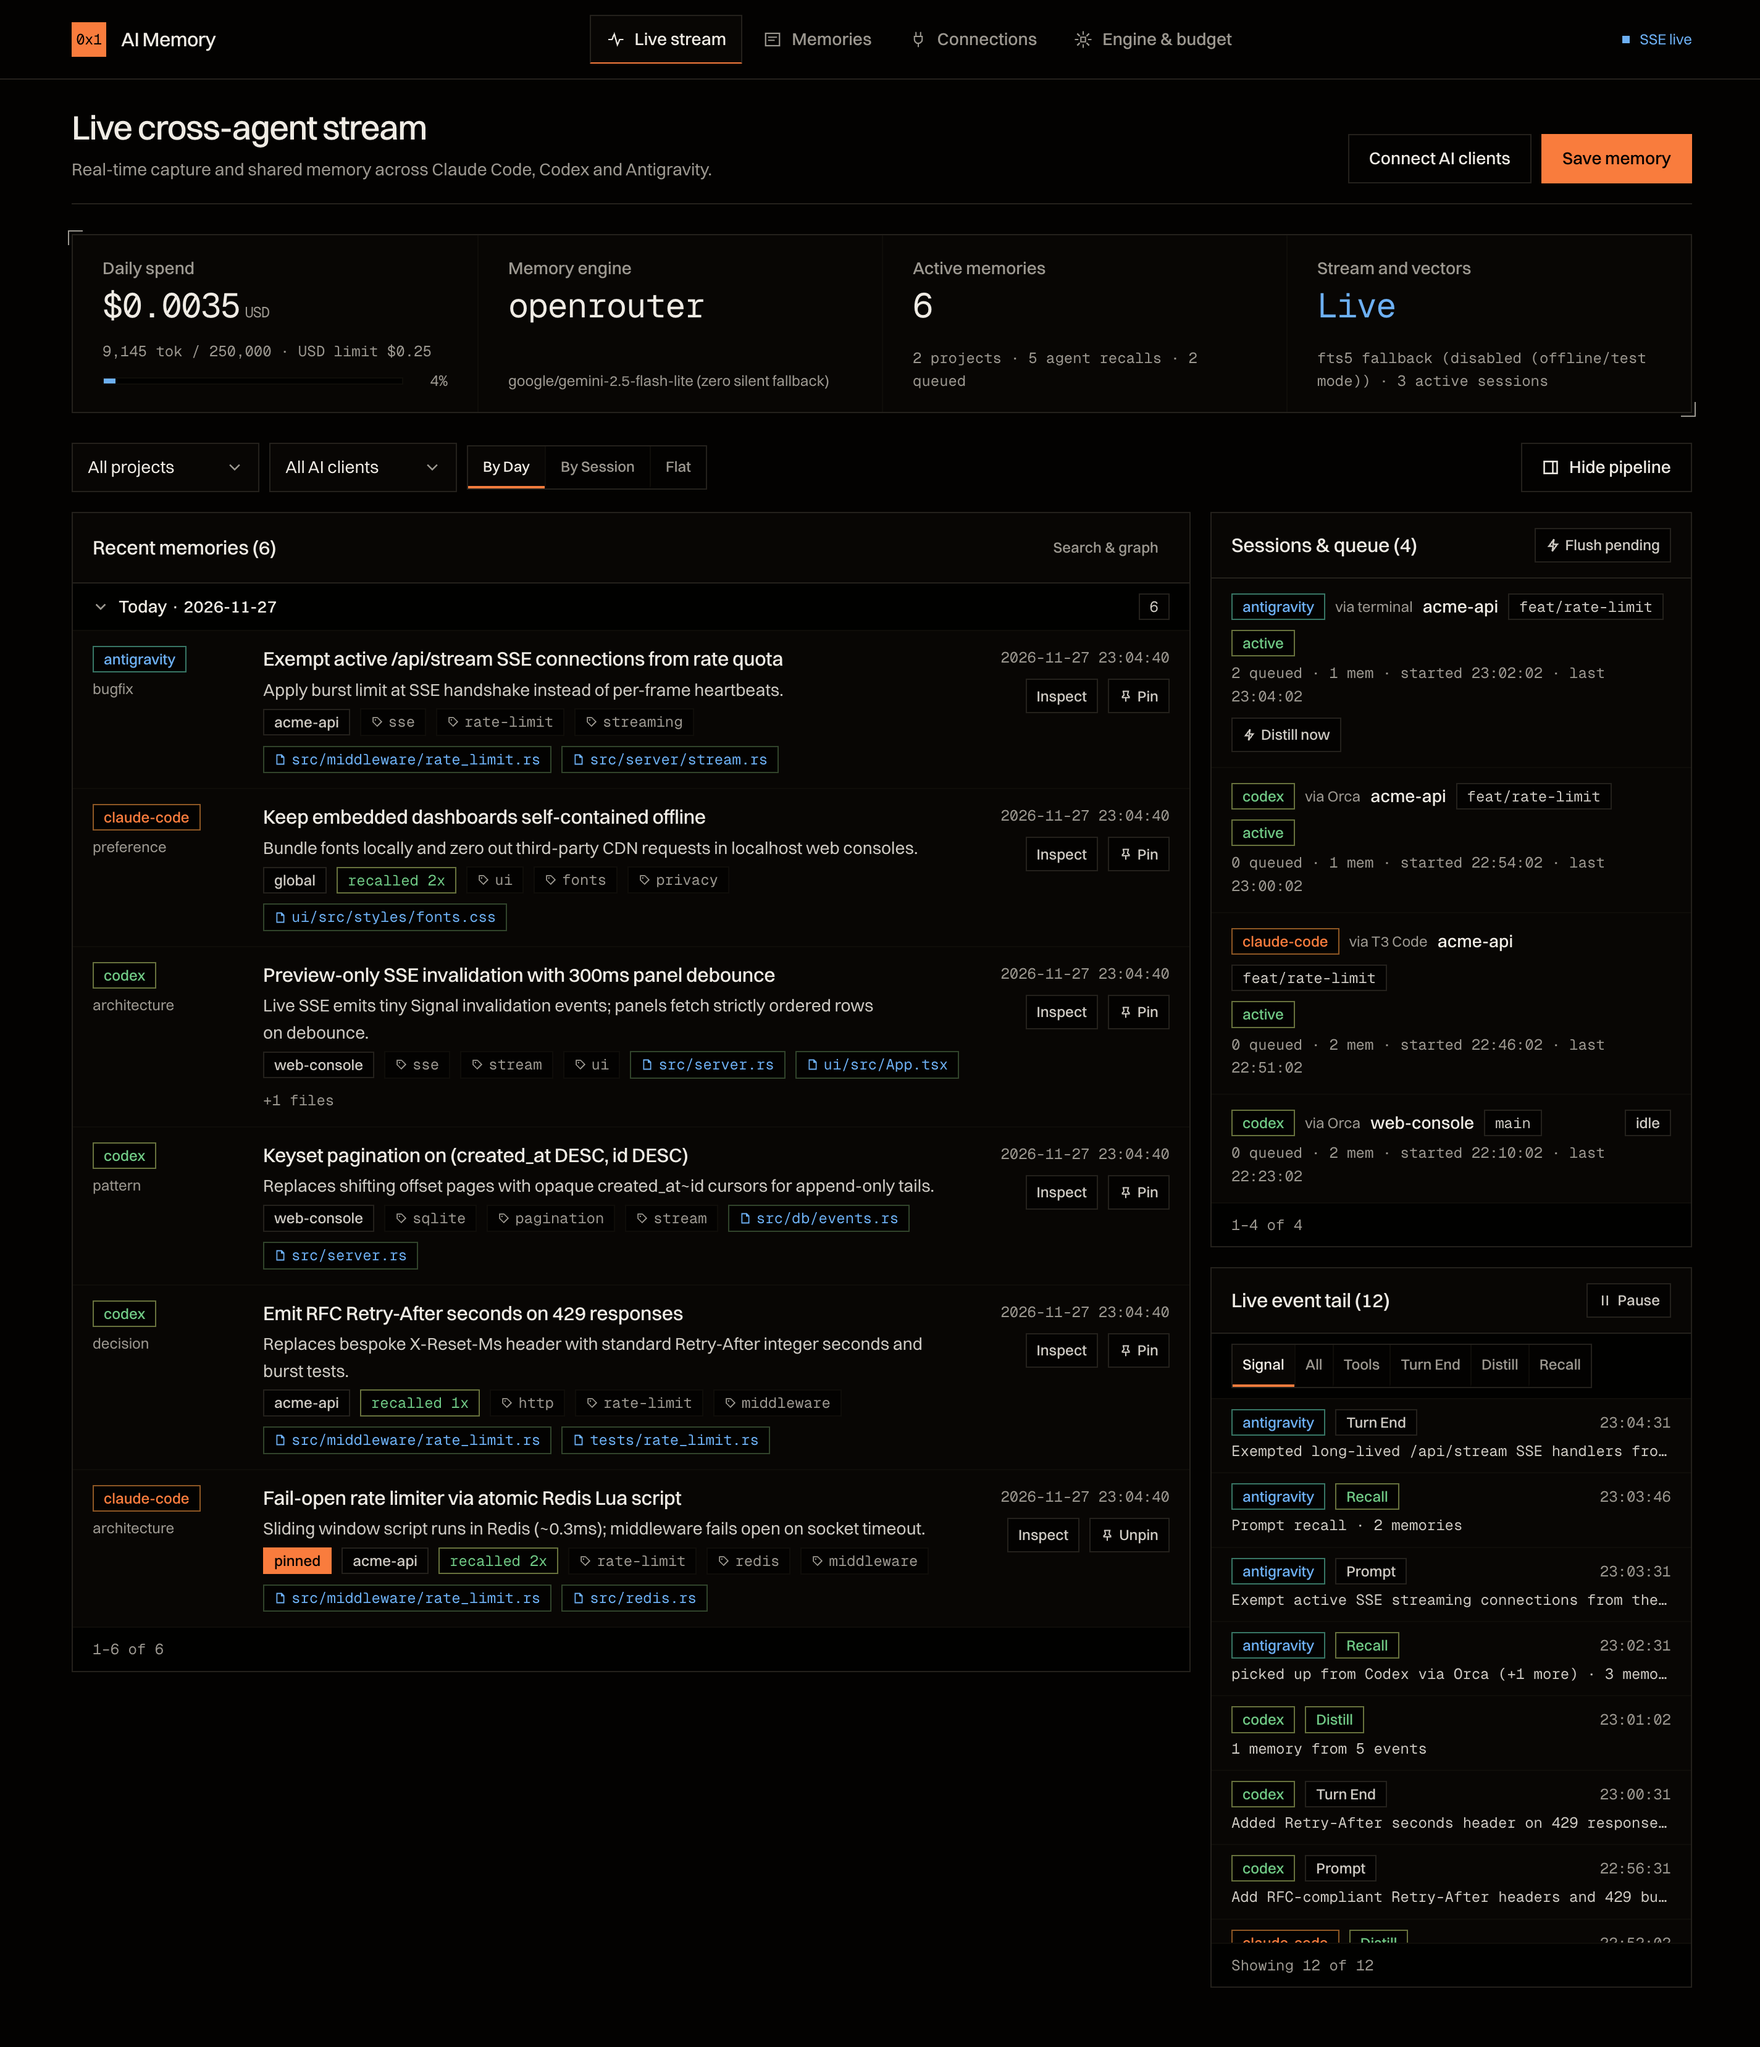 0x1 AI Memory
Live stream
Memories
Connections
Engine & budget
SSE live
Live cross-agent stream
Real-time capture and shared memory across Claude Code, Codex and Antigravity.
Connect AI clients
Save memory
Daily spend
$0.0035 USD
9,145 tok / 250,000 · USD limit $0.25
4%
Memory engine
openrouter
google/gemini-2.5-flash-lite (zero silent fallback)
Active memories
6
2 projects · 5 agent recalls · 2
queued
Stream and vectors
Live
fts5 fallback (disabled (offline/test
mode)) · 3 active sessions
All projects
All AI clients
By Day
By Session
Flat
Hide pipeline
Recent memories (6)
Search & graph
Today · 2026-11-27
6
antigravity
bugfix
Exempt active /api/stream SSE connections from rate quota
Apply burst limit at SSE handshake instead of per-frame heartbeats.
acme-api sse rate-limit streaming
src/middleware/rate_limit.rs src/server/stream.rs
2026-11-27 23:04:40
Inspect Pin
claude-code
preference
Keep embedded dashboards self-contained offline
Bundle fonts locally and zero out third-party CDN requests in localhost web consoles.
global recalled 2x ui fonts privacy
ui/src/styles/fonts.css
2026-11-27 23:04:40
Inspect Pin
codex
architecture
Preview-only SSE invalidation with 300ms panel debounce
Live SSE emits tiny Signal invalidation events; panels fetch strictly ordered rows
on debounce.
web-console sse stream ui src/server.rs ui/src/App.tsx
+1 files
2026-11-27 23:04:40
Inspect Pin
codex
pattern
Keyset pagination on (created_at DESC, id DESC)
Replaces shifting offset pages with opaque created_at~id cursors for append-only tails.
web-console sqlite pagination stream src/db/events.rs
src/server.rs
2026-11-27 23:04:40
Inspect Pin
codex
decision
Emit RFC Retry-After seconds on 429 responses
Replaces bespoke X-Reset-Ms header with standard Retry-After integer seconds and
burst tests.
acme-api recalled 1x http rate-limit middleware
src/middleware/rate_limit.rs tests/rate_limit.rs
2026-11-27 23:04:40
Inspect Pin
claude-code
architecture
Fail-open rate limiter via atomic Redis Lua script
Sliding window script runs in Redis (~0.3ms); middleware fails open on socket timeout.
pinned acme-api recalled 2x rate-limit redis middleware
src/middleware/rate_limit.rs src/redis.rs
2026-11-27 23:04:40
Inspect Unpin
1–6 of 6
Sessions & queue (4)
Flush pending
antigravity via terminal acme-api feat/rate-limit
active
2 queued · 1 mem · started 23:02:02 · last
23:04:02
Distill now
codex via Orca acme-api feat/rate-limit
active
0 queued · 1 mem · started 22:54:02 · last
23:00:02
claude-code via T3 Code acme-api
feat/rate-limit
active
0 queued · 2 mem · started 22:46:02 · last
22:51:02
codex via Orca web-console main idle
0 queued · 2 mem · started 22:10:02 · last
22:23:02
1–4 of 4
Live event tail (12)
Pause
Signal All Tools Turn End Distill Recall
antigravity Turn End 23:04:31
Exempted long-lived /api/stream SSE handlers fro…
antigravity Recall 23:03:46
Prompt recall · 2 memories
antigravity Prompt 23:03:31
Exempt active SSE streaming connections from the…
antigravity Recall 23:02:31
picked up from Codex via Orca (+1 more) · 3 memo…
codex Distill 23:01:02
1 memory from 5 events
codex Turn End 23:00:31
Added Retry-After seconds header on 429 response…
codex Prompt 22:56:31
Add RFC-compliant Retry-After headers and 429 bu…
claude-code Distill 22:52:02
Showing 12 of 12